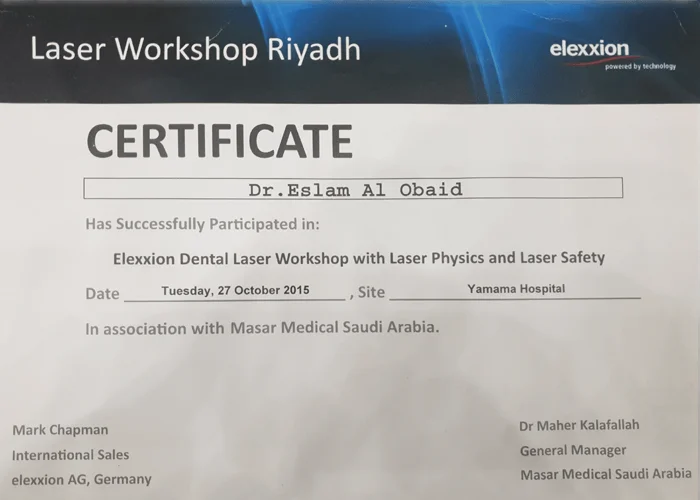 Laser Workshop Riyadh
elexxion
powered by technology
CERTIFICATE
Dr.Eslam Al Obaid
Has Successfully Participated in:
Elexxion Dental Laser Workshop with Laser Physics and Laser Safety
Date Tuesday, 27 October 2015 , Site Yamama Hospital
In association with Masar Medical Saudi Arabia.
Mark Chapman
International Sales
elexxion AG, Germany
Dr Maher Kalafallah
General Manager
Masar Medical Saudi Arabia